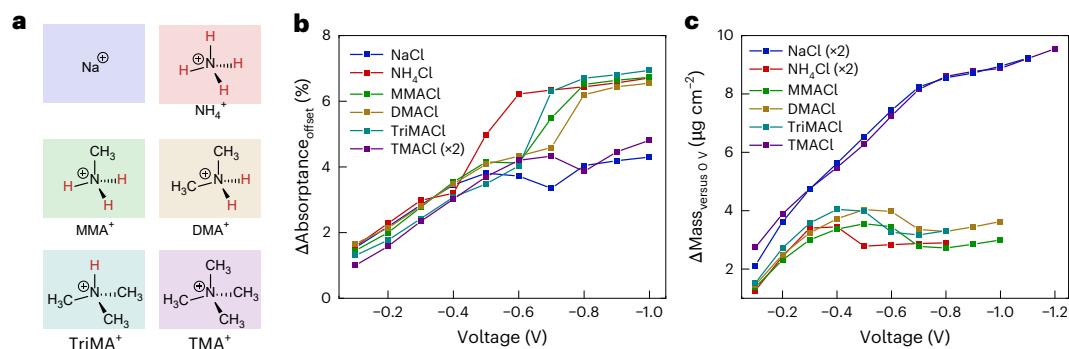 a
Na⊕
H
⊕
H N H
H
NH₄⁺
CH₃
⊕
H N H
H
MMA⁺
CH₃
⊕
H₃C N H
H
DMA⁺
H
⊕
H₃C N CH₃
CH₃
TriMA⁺
CH₃
⊕
H₃C N CH₃
CH₃
TMA⁺
b
ΔAbsorptance_offset (%)
10
8
6
4
2
0
NaCl
NH₄Cl
MMACl
DMACl
TriMACl
TMACl (×2)
−0.2 −0.4 −0.6 −0.8 −1.0
Voltage (V)
c
ΔMass_versus 0 V (μg cm⁻²)
10
8
6
4
2
NaCl (×2)
NH₄Cl (×2)
MMACl
DMACl
TriMACl
TMACl
−0.2 −0.4 −0.6 −0.8 −1.0 −1.2
Voltage (V)